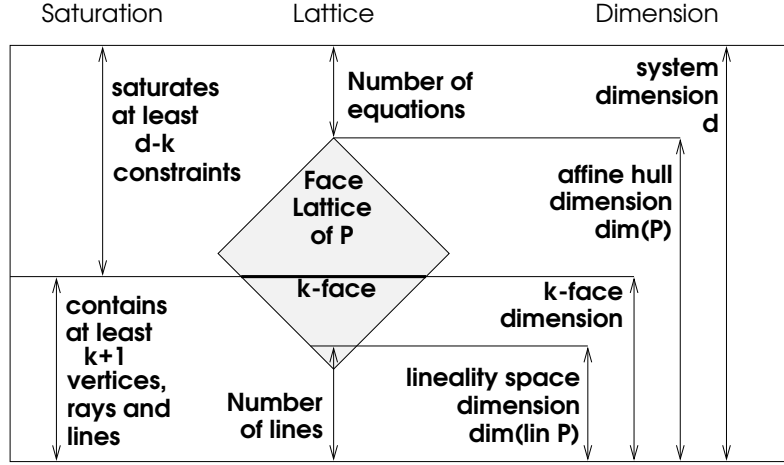 Saturation
Lattice
Dimension
saturates
at least
d-k
constraints
Number of
equations
system
dimension
d
Face
Lattice
of P
affine hull
dimension
dim(P)
k-face
k-face
dimension
contains
at least
k+1
vertices,
rays and
lines
Number
of lines
lineality space
dimension
dim(lin P)